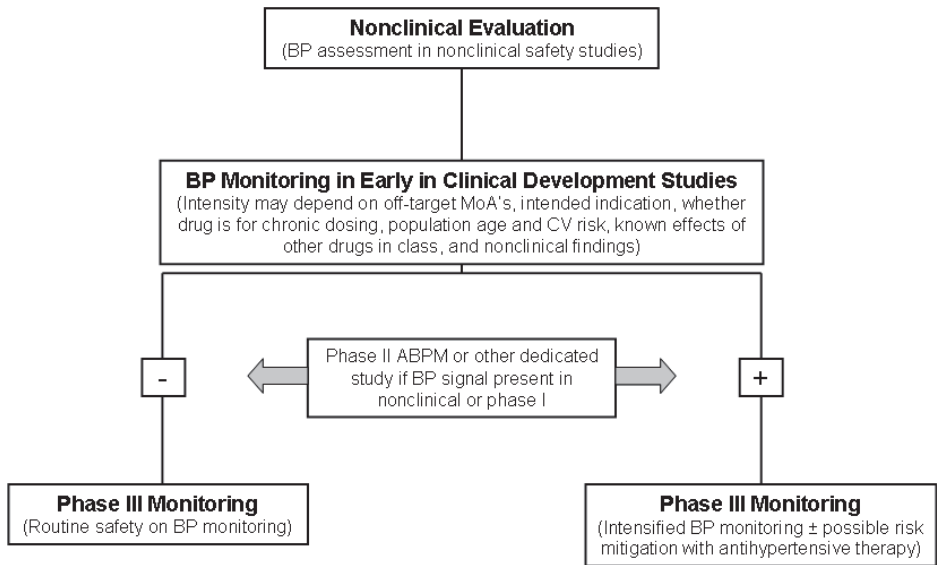 Nonclinical Evaluation
(BP assessment in nonclinical safety studies)
BP Monitoring in Early in Clinical Development Studies
(Intensity may depend on off-target MoA's, intended indication, whether
drug is for chronic dosing, population age and CV risk, known effects of
other drugs in class, and nonclinical findings)
Phase II ABPM or other dedicated
study if BP signal present in
nonclinical or phase I
-
+
Phase III Monitoring
(Routine safety on BP monitoring)
Phase III Monitoring
(Intensified BP monitoring ± possible risk
mitigation with antihypertensive therapy)